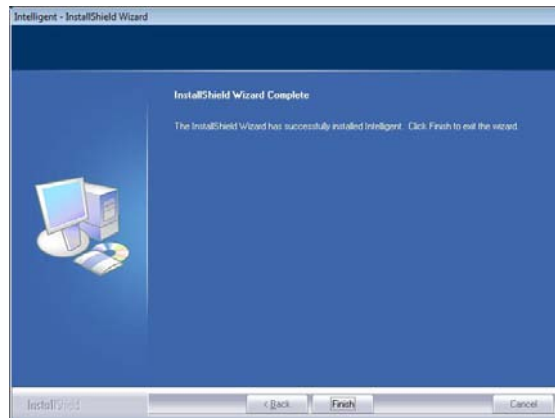 Intelligent - InstallShield Wizard
InstallShield Wizard Complete
The InstallShield Wizard has successfully installed Intelligent. Click Finish to exit the wizard.
InstallShield
< Back
Finish
Cancel